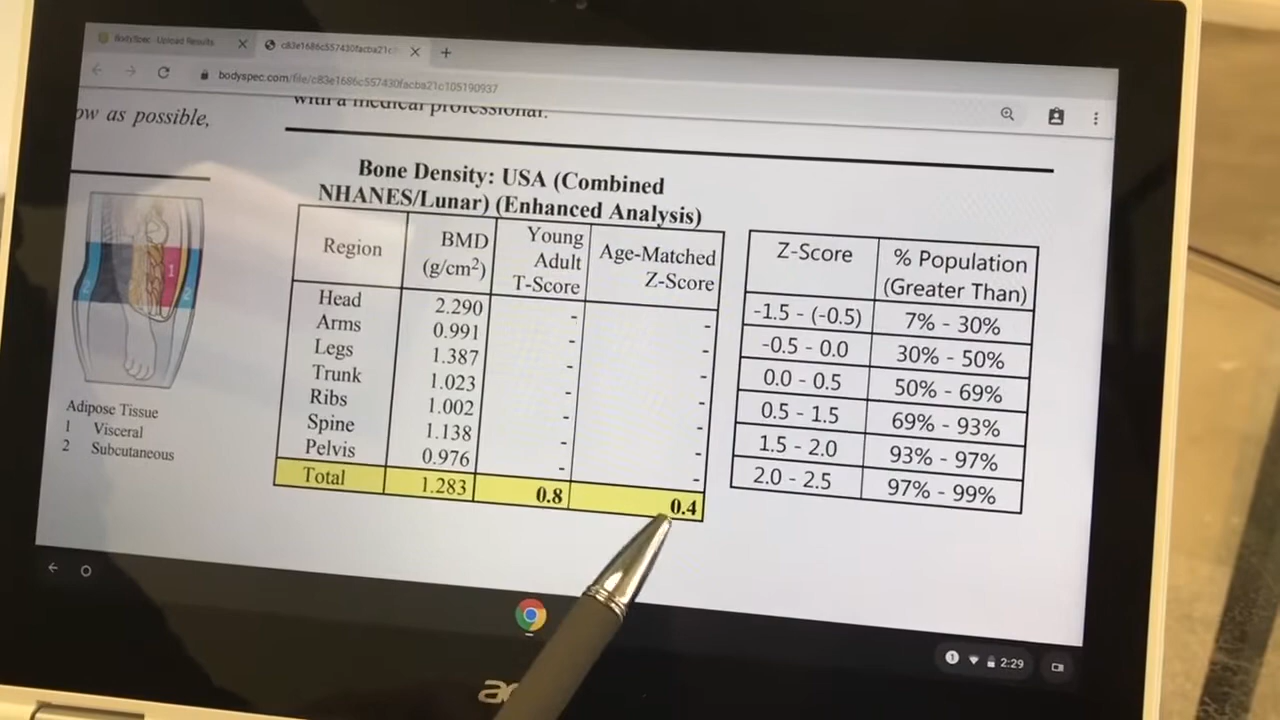 BodySpec - Upload Results
bodyspec.com/file/c83e1686c557430facba21c105190937
with a medical professional.
ow as possible,
Adipose Tissue
1 Visceral
2 Subcutaneous
1
2
2
Bone Density: USA (Combined
NHANES/Lunar) (Enhanced Analysis)
Region BMD (g/cm²) Young Adult T-Score Age-Matched Z-Score
Head 2.290 - -
Arms 0.991 - -
Legs 1.387 - -
Trunk 1.023 - -
Ribs 1.002 - -
Spine 1.138 - -
Pelvis 0.976 - -
Total 1.283 0.8 0.4
Z-Score % Population (Greater Than)
-1.5 - (-0.5) 7% - 30%
-0.5 - 0.0 30% - 50%
0.0 - 0.5 50% - 69%
0.5 - 1.5 69% - 93%
1.5 - 2.0 93% - 97%
2.0 - 2.5 97% - 99%
1 2:29